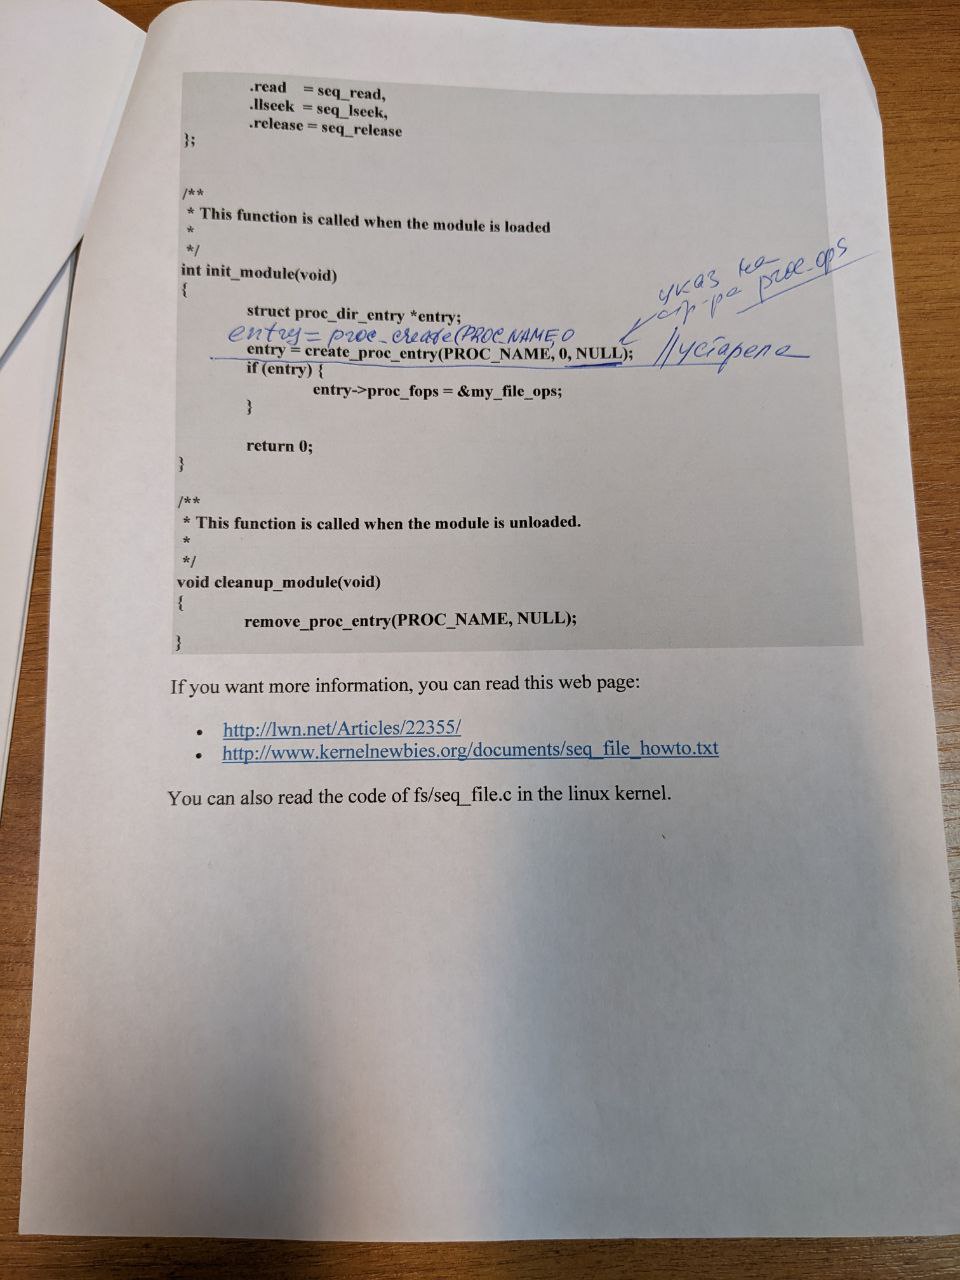 .read = seq_read,
.llseek = seq_lseek,
.release = seq_release
};
/**
* This function is called when the module is loaded
*
*/
int init_module(void)
{
struct proc_dir_entry *entry;
указ на
стр-ра proc_ops
entry = proc_create(PROC_NAME, 0
entry = create_proc_entry(PROC_NAME, 0, NULL); // устарела
if (entry) {
entry->proc_fops = &my_file_ops;
}
return 0;
}
/**
* This function is called when the module is unloaded.
*
*/
void cleanup_module(void)
{
remove_proc_entry(PROC_NAME, NULL);
}
If you want more information, you can read this web page:
• http://lwn.net/Articles/22355/
• http://www.kernelnewbies.org/documents/seq_file_howto.txt
You can also read the code of fs/seq_file.c in the linux kernel.